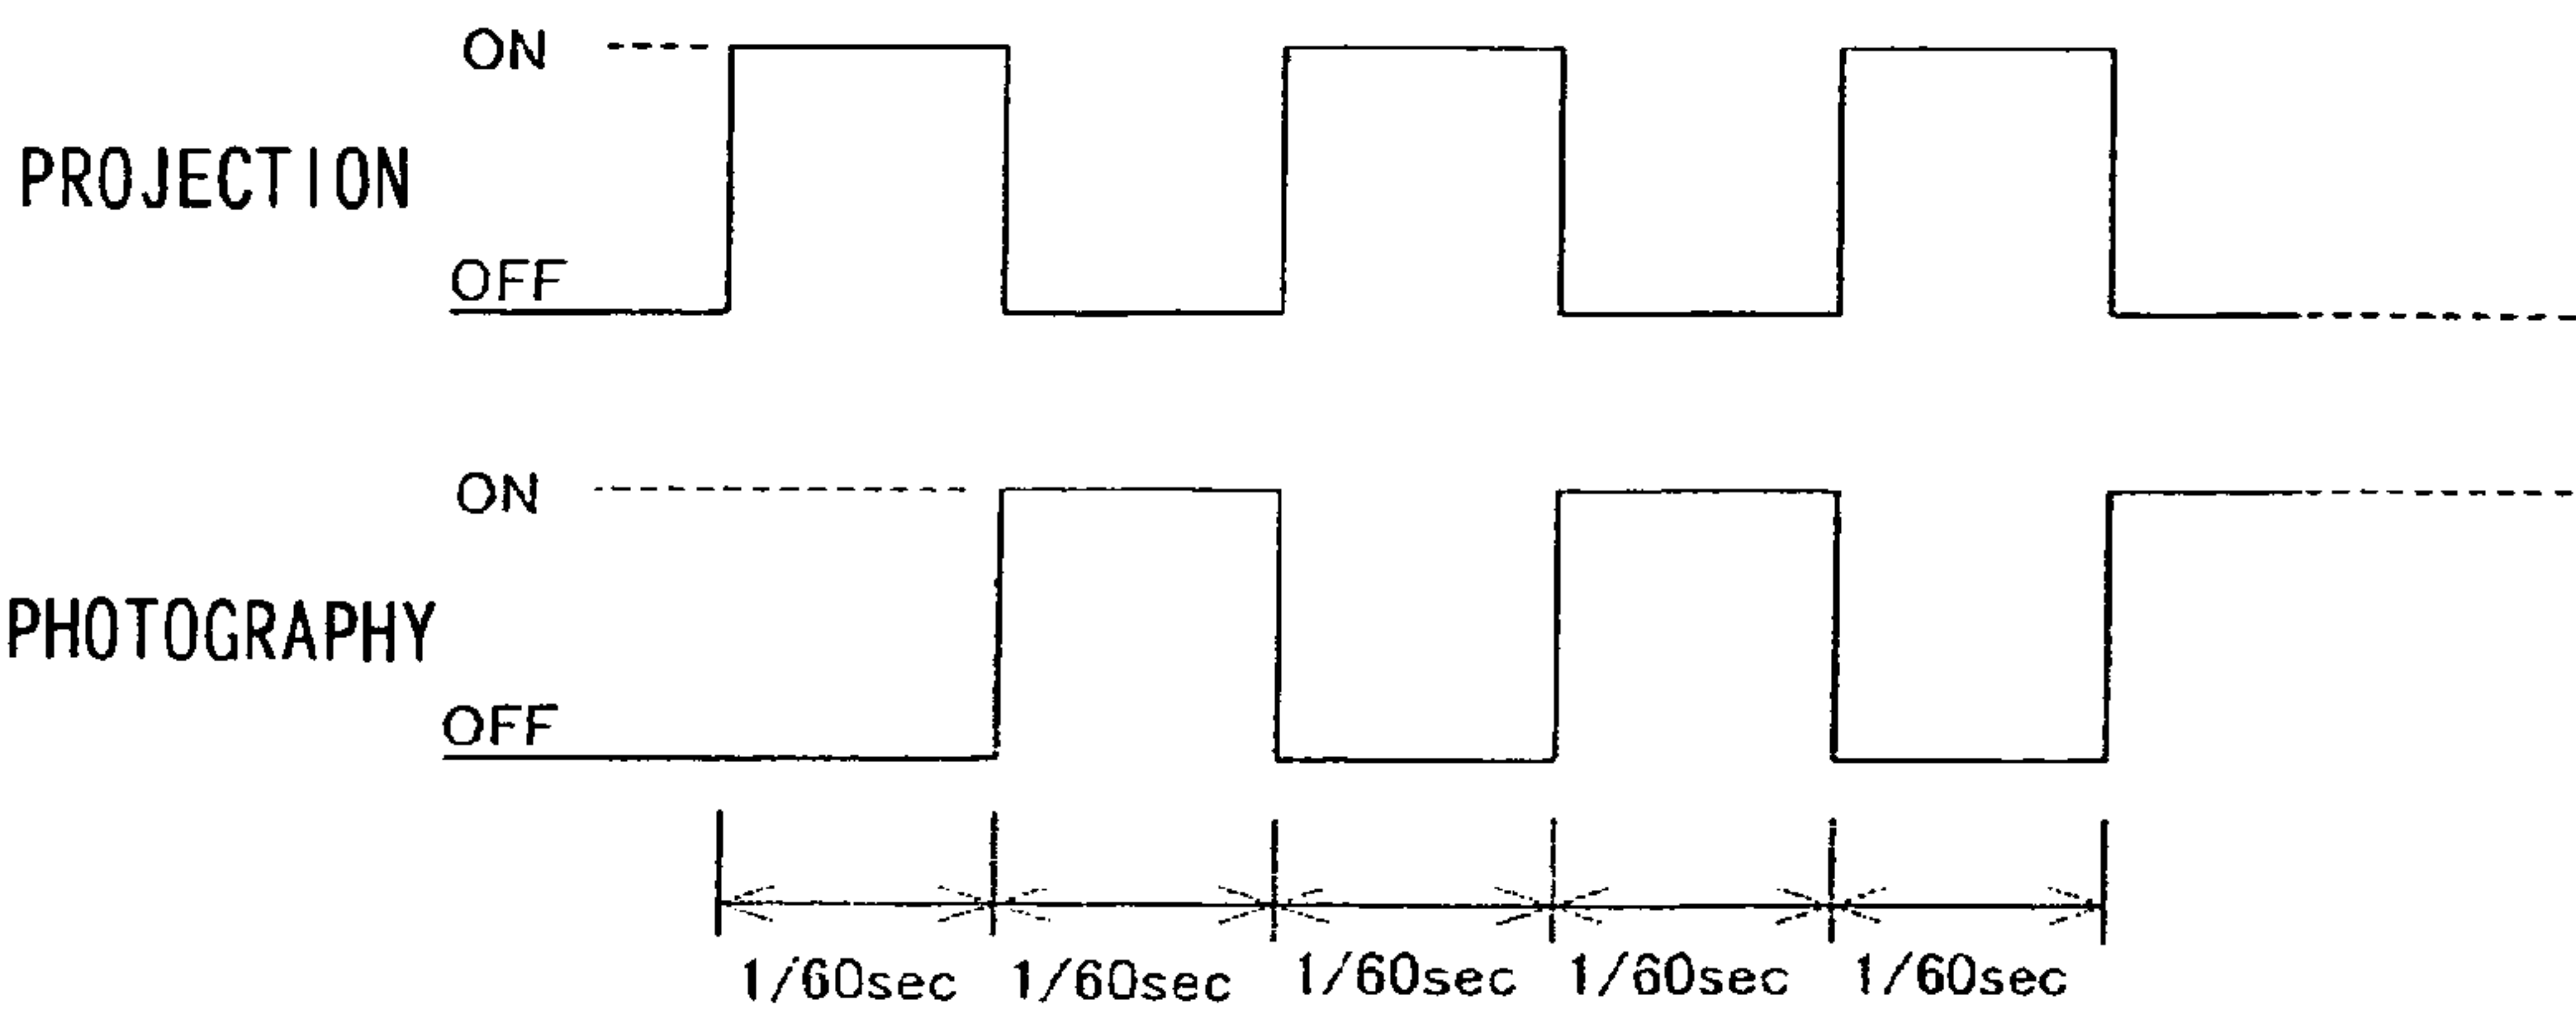 ON
PROJECTION
OFF
ON
PHOTOGRAPHY
OFF
1/60sec 1/60sec 1/60sec 1/60sec 1/60sec